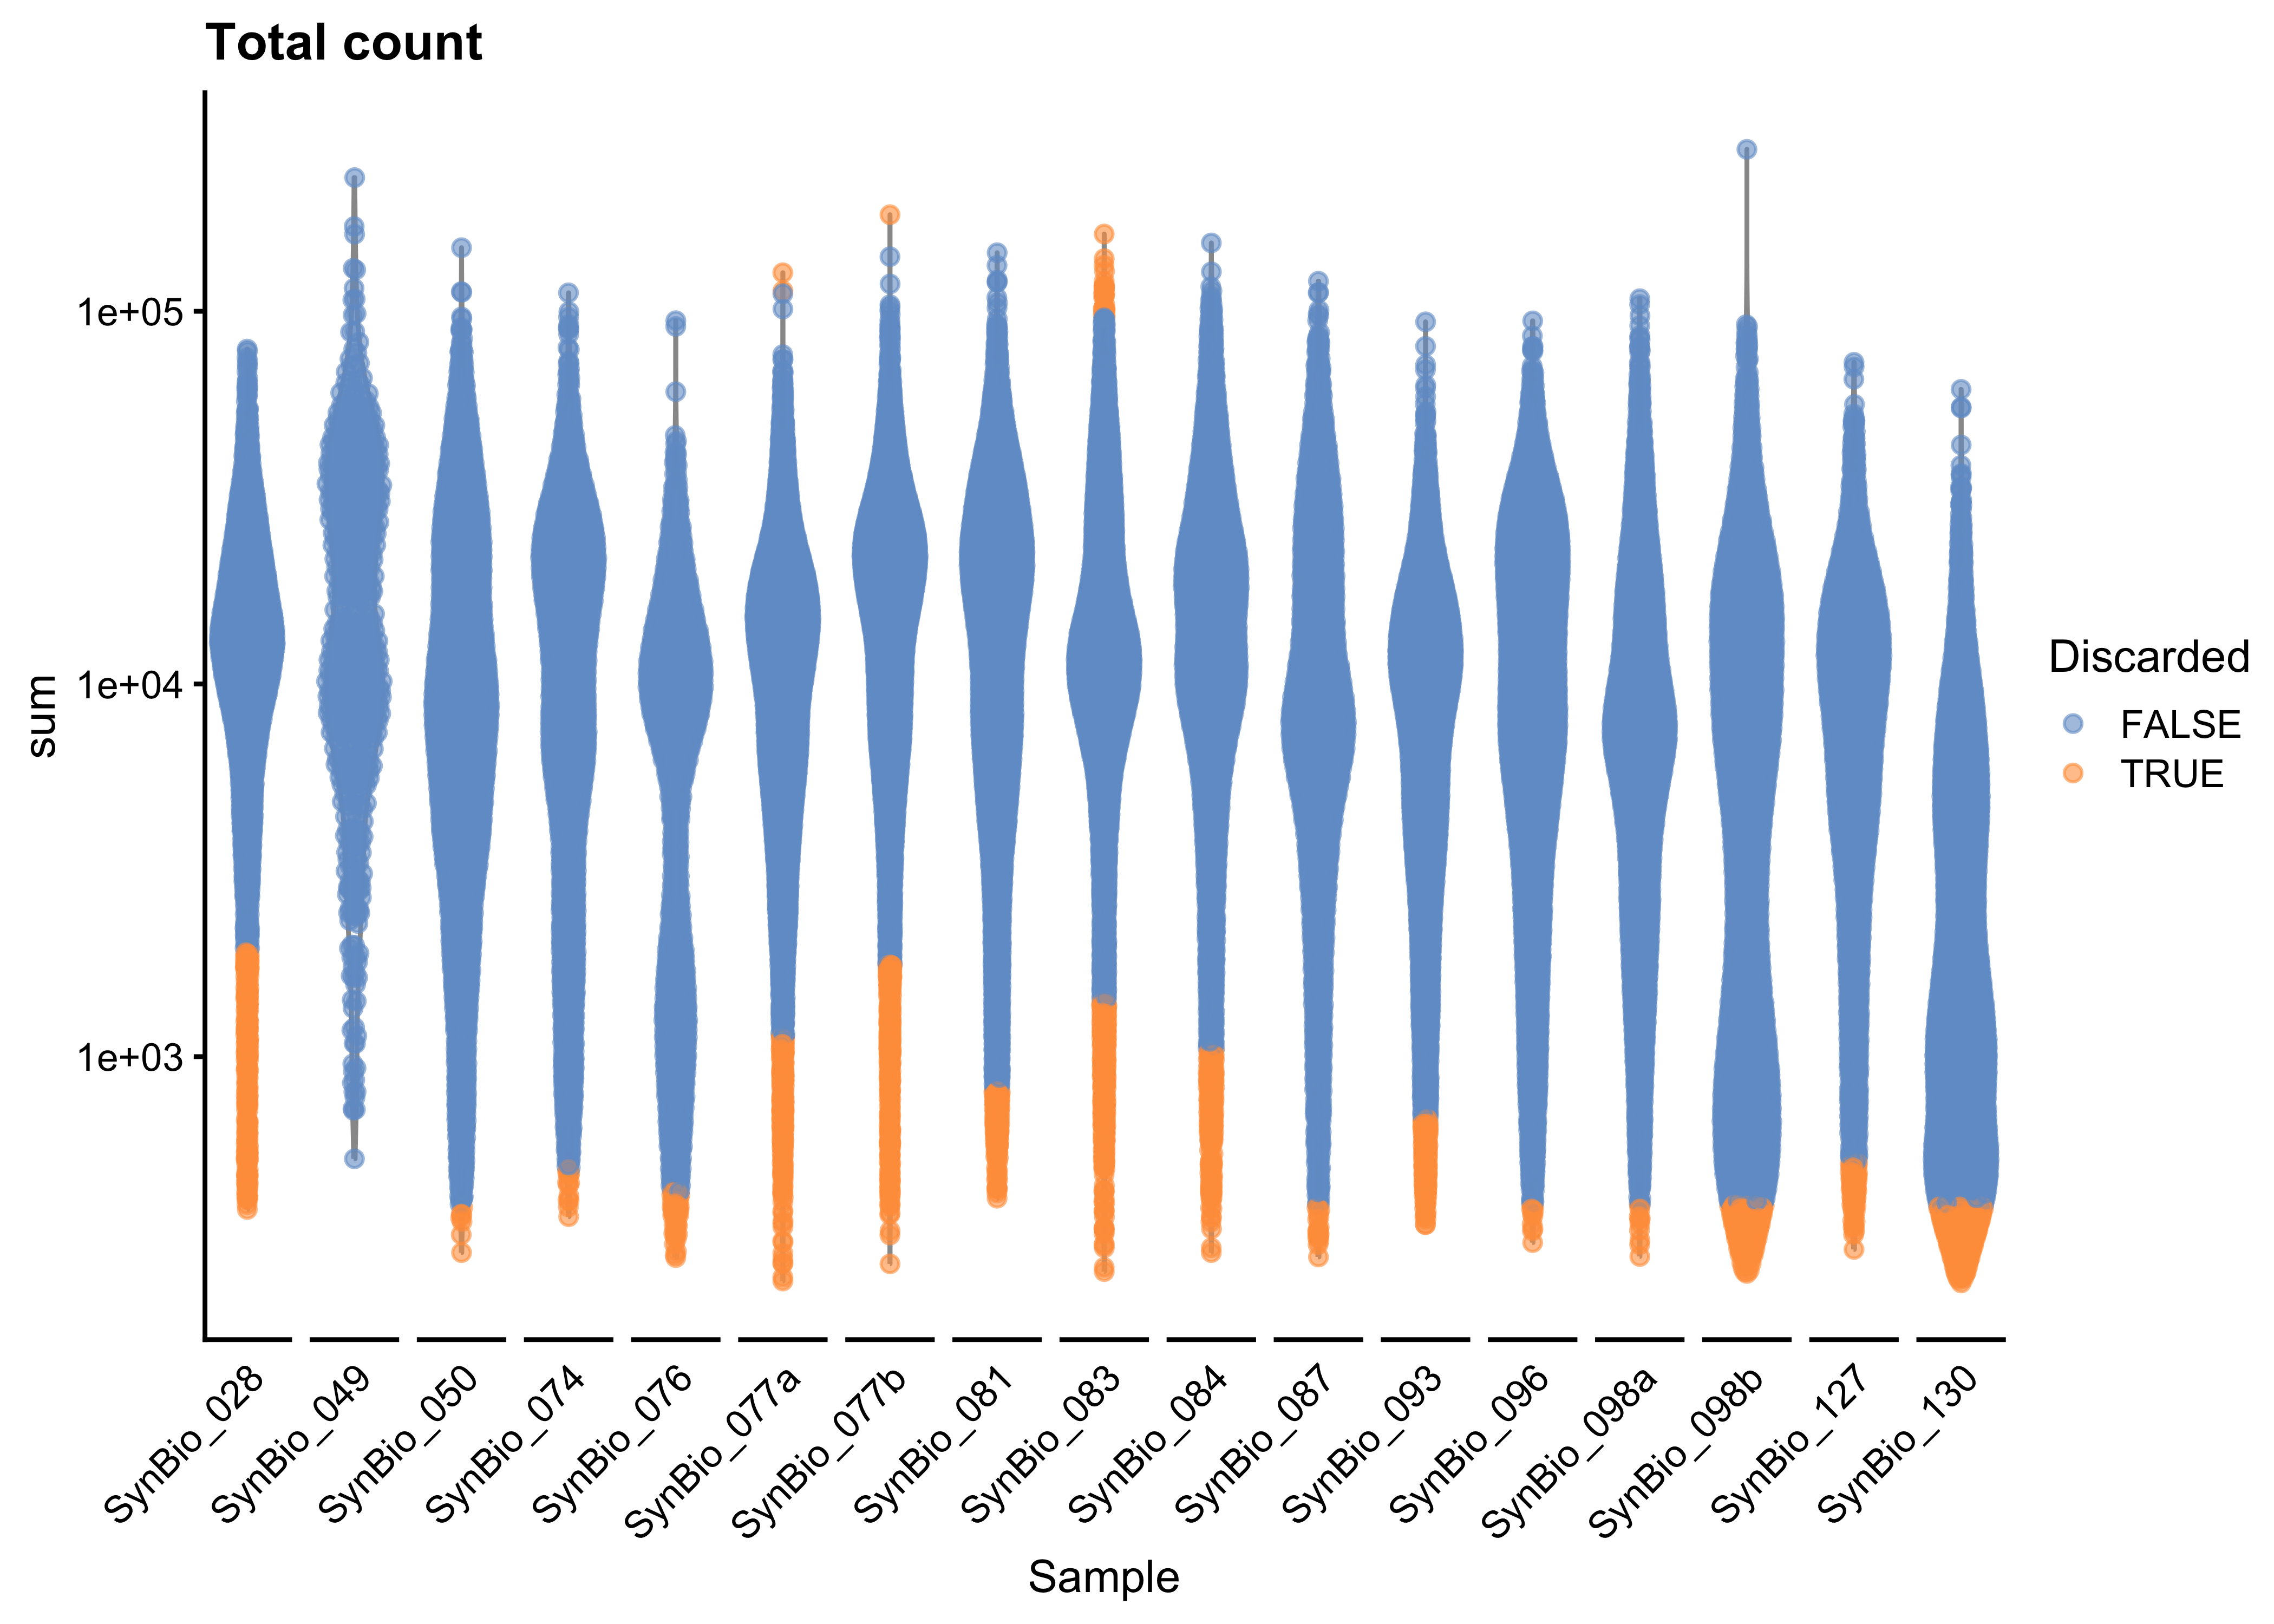 Total count
sum
1e+05
1e+04
1e+03
SynBio_028
SynBio_049
SynBio_050
SynBio_074
SynBio_076
SynBio_077a
SynBio_077b
SynBio_081
SynBio_083
SynBio_084
SynBio_087
SynBio_093
SynBio_096
SynBio_098a
SynBio_098b
SynBio_127
SynBio_130
Sample
Discarded
FALSE
TRUE